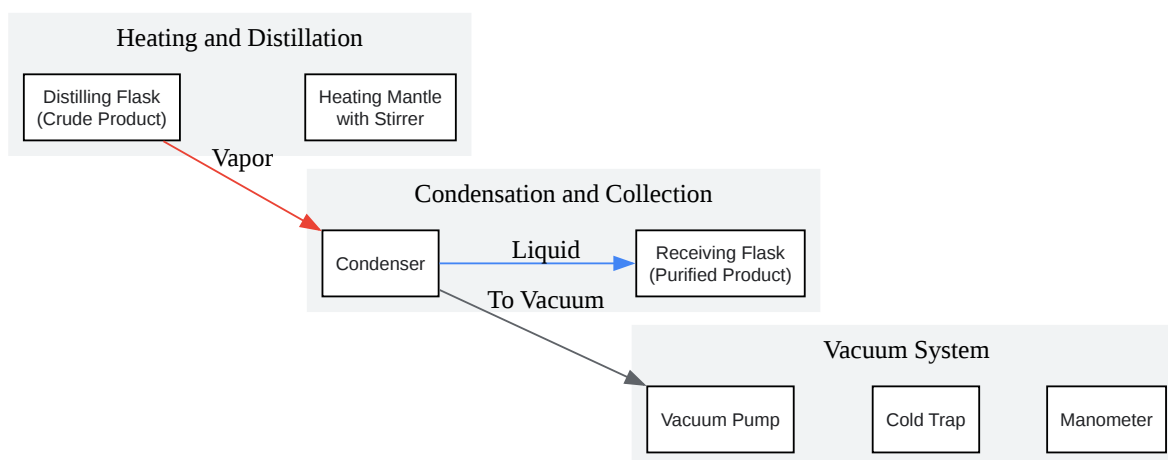 Heating and Distillation
Distilling Flask
(Crude Product)
Heating Mantle
with Stirrer
Vapor
Condensation and Collection
Condenser
Liquid
Receiving Flask
(Purified Product)
To Vacuum
Vacuum System
Vacuum Pump
Cold Trap
Manometer